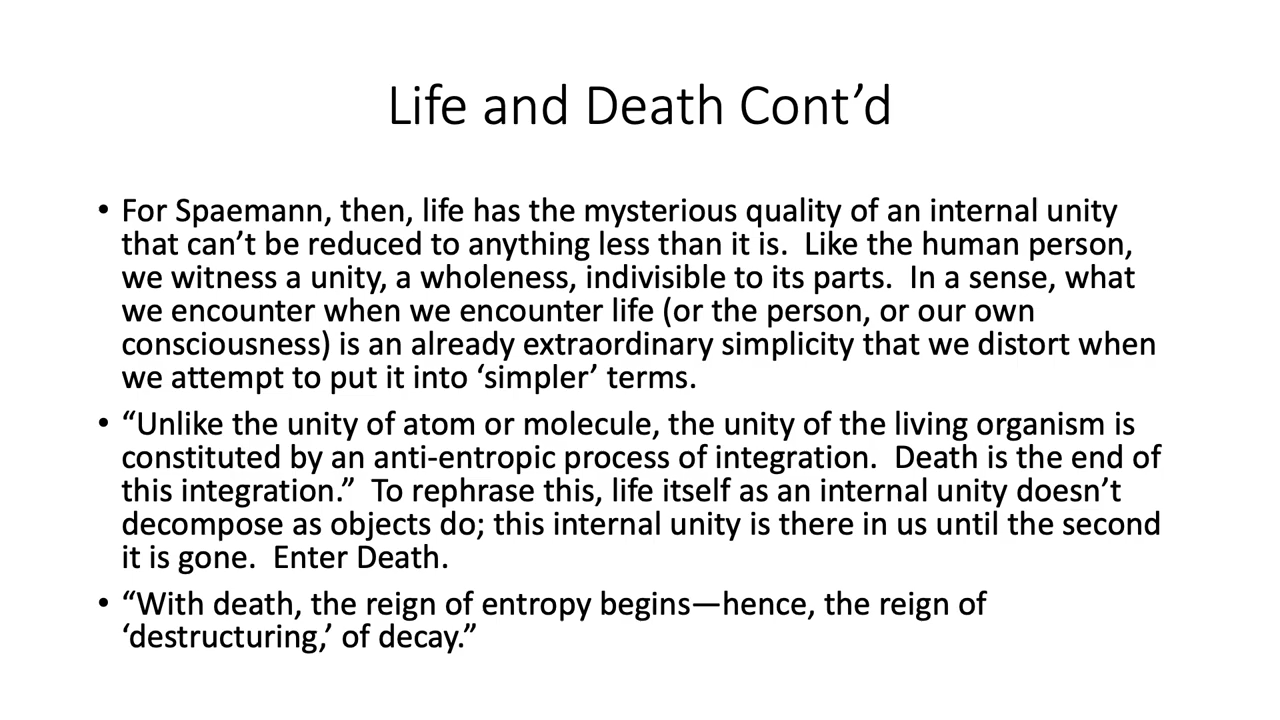 Life and Death Cont’d
• For Spaemann, then, life has the mysterious quality of an internal unity
that can’t be reduced to anything less than it is.  Like the human person,
we witness a unity, a wholeness, indivisible to its parts.  In a sense, what
we encounter when we encounter life (or the person, or our own
consciousness) is an already extraordinary simplicity that we distort when
we attempt to put it into ‘simpler’ terms.
• “Unlike the unity of atom or molecule, the unity of the living organism is
constituted by an anti-entropic process of integration.  Death is the end of
this integration.”  To rephrase this, life itself as an internal unity doesn’t
decompose as objects do; this internal unity is there in us until the second
it is gone.  Enter Death.
• “With death, the reign of entropy begins—hence, the reign of
‘destructuring,’ of decay.”